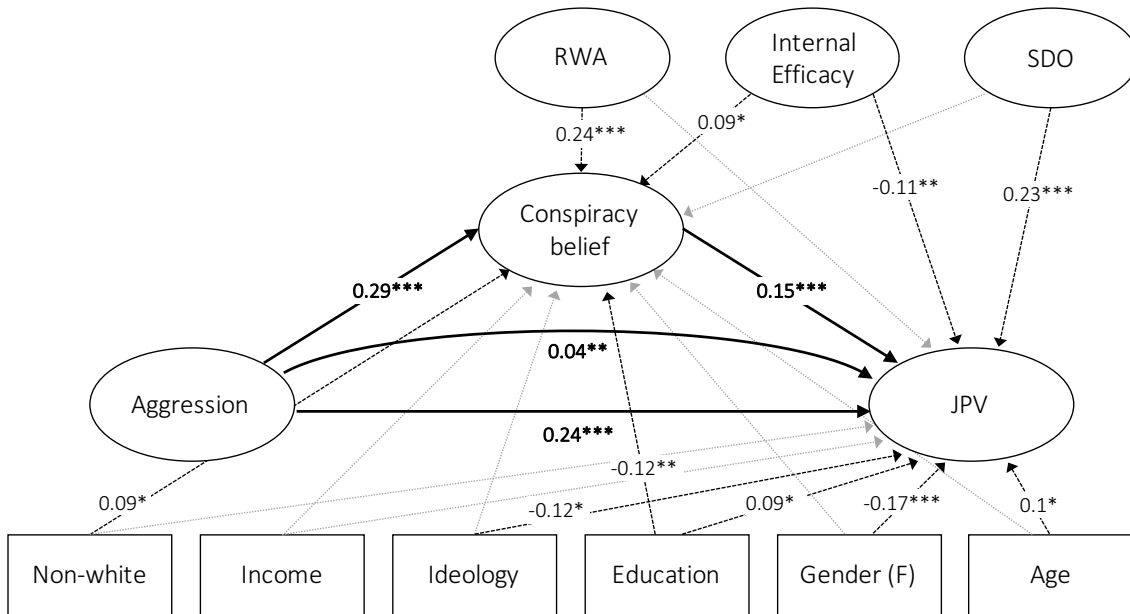 RWA
Internal
Efficacy
SDO
0.24***
0.09*
-0.11**
0.23***
Conspiracy
belief
0.29***
0.15***
0.04**
Aggression
JPV
0.24***
-0.12**
0.09*
-0.12*
0.09*
-0.17***
0.1*
Non-white
Income
Ideology
Education
Gender (F)
Age